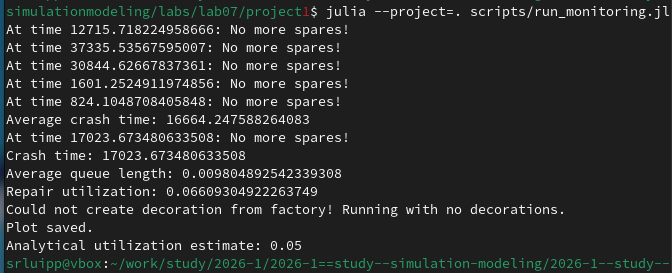 simulationmodeling/labs/lab07/project1$ julia --project=. scripts/run_monitoring.jl
At time 12715.718224958666: No more spares!
At time 37335.53567595007: No more spares!
At time 30844.62667837361: No more spares!
At time 1601.2524911974856: No more spares!
At time 824.1048708405848: No more spares!
Average crash time: 16664.247588264083
At time 17023.673480633508: No more spares!
Crash time: 17023.673480633508
Average queue length: 0.009804892542339308
Repair utilization: 0.06609304922263749
Could not create decoration from factory! Running with no decorations.
Plot saved.
Analytical utilization estimate: 0.05
srluipp@vbox:~/work/study/2026-1/2026-1==study--simulation-modeling/2026-1--study--